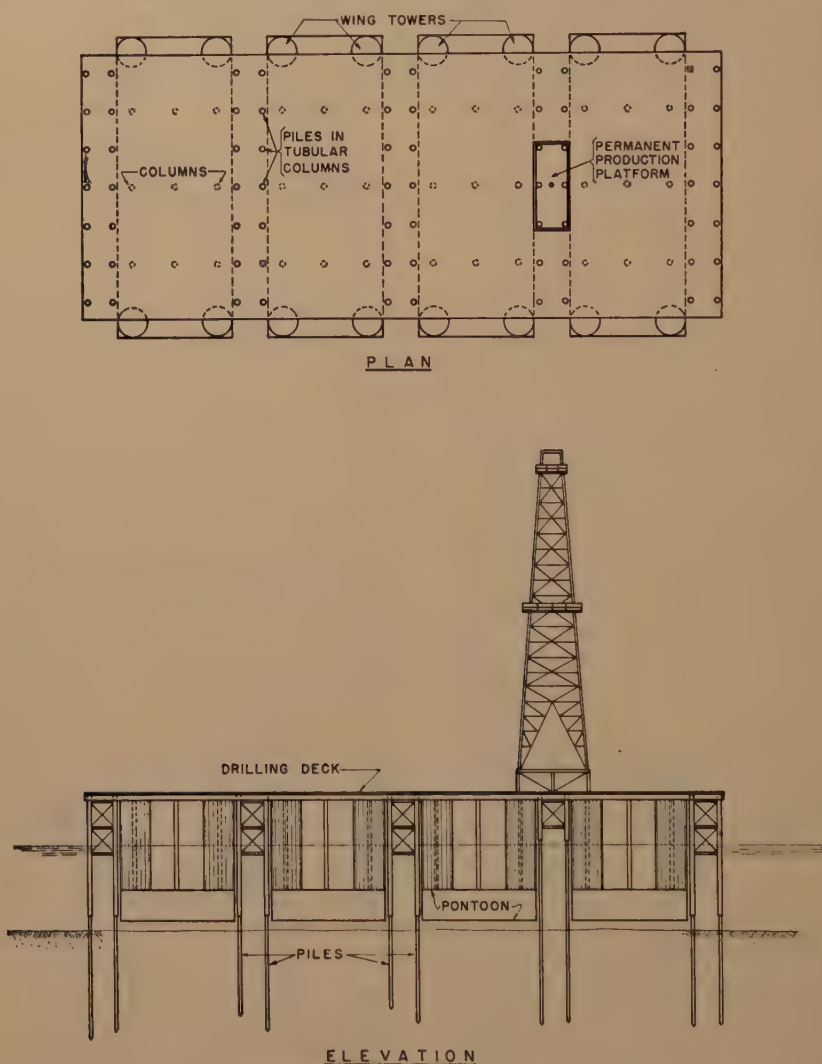 WING TOWERS
PILES IN
TUBULAR
COLUMNS
COLUMNS
PERMANENT
PRODUCTION
PLATFORM
PLAN
DRILLING DECK
PONTOON
PILES
ELEVATION